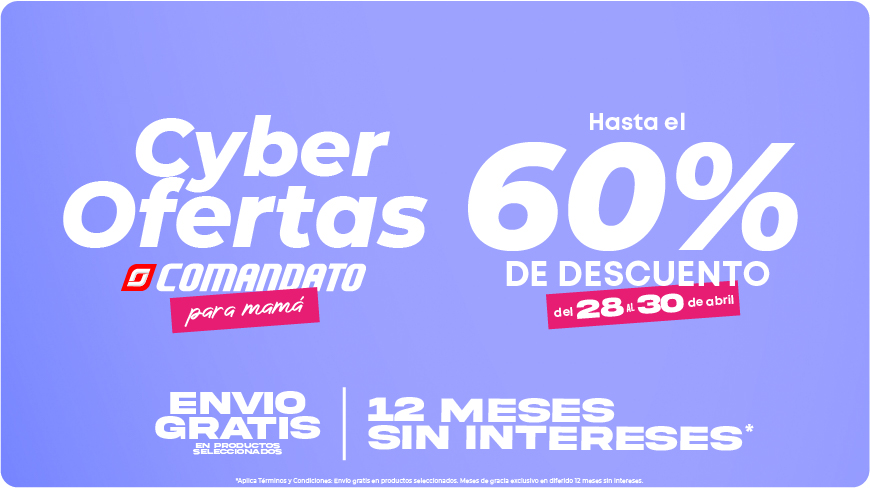 Cyber
Ofertas
COMANDATO
para mamá
Hasta el
60%
DE DESCUENTO
del 28 AL 30 de abril
ENVIO
GRATIS
EN PRODUCTOS
SELECCIONADOS
12 MESES
SIN INTERESES*
*Aplica Términos y Condiciones: Envío gratis en productos seleccionados. Meses de gracia exclusivo en diferido 12 meses sin intereses.